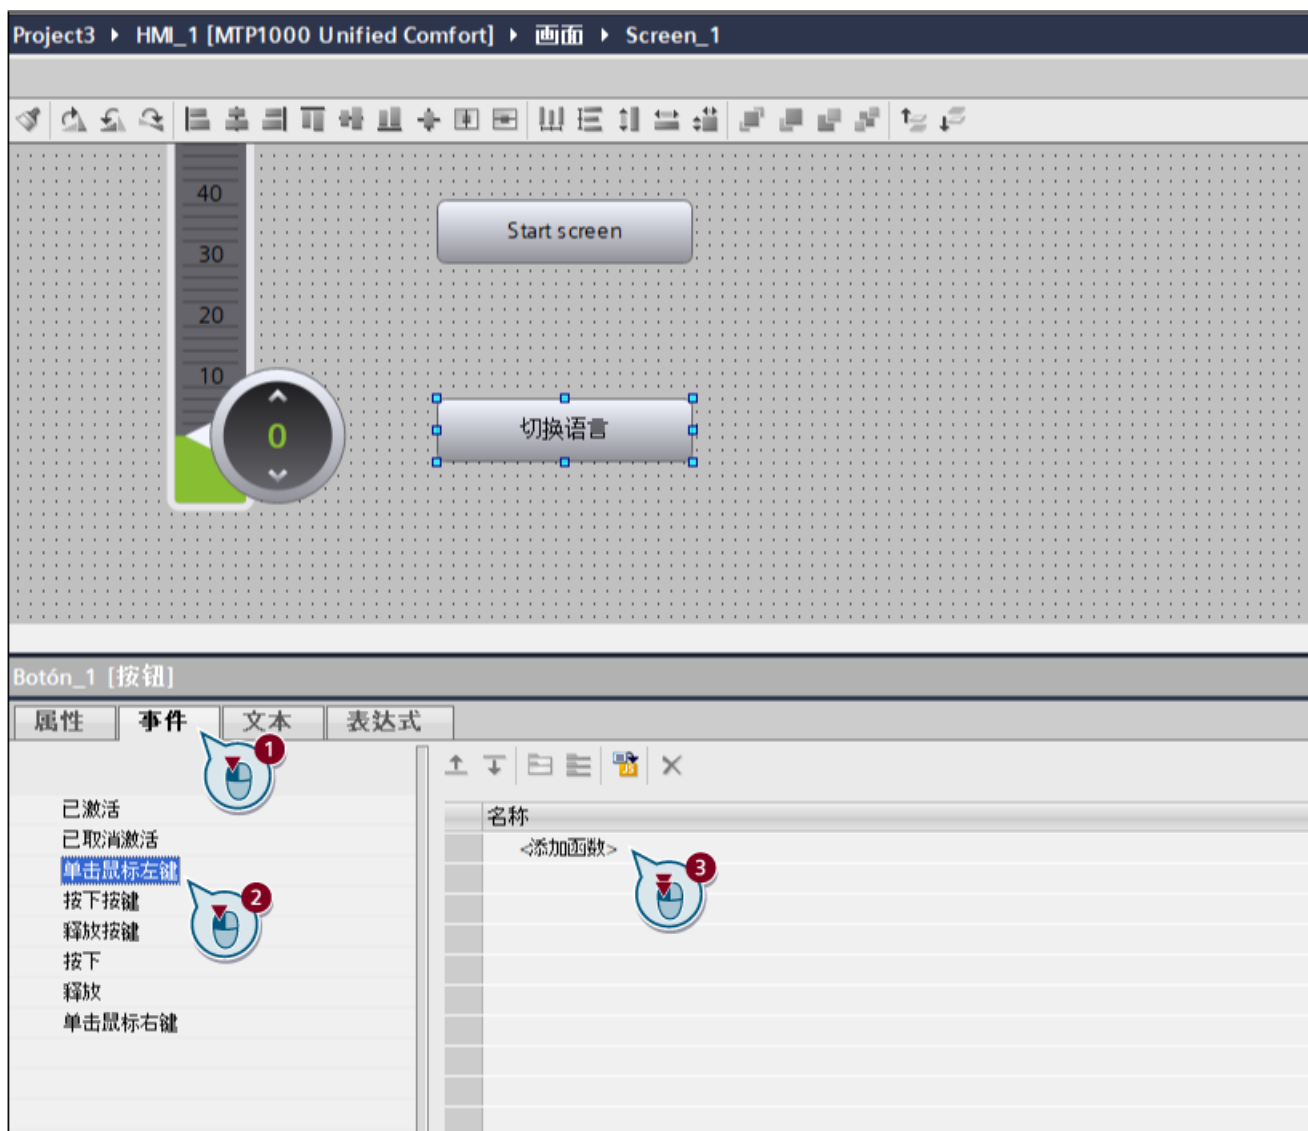 Project3 ▸ HMI_1 [MTP1000 Unified Comfort] ▸ 画面 ▸ Screen_1
40
30
20
10
0
Start screen
切换语言
Botón_1 [按钮]
属性 事件 文本 表达式
1
已激活
已取消激活
单击鼠标左键
2
按下按键
释放按键
按下
释放
单击鼠标右键
名称
<添加函数>
3